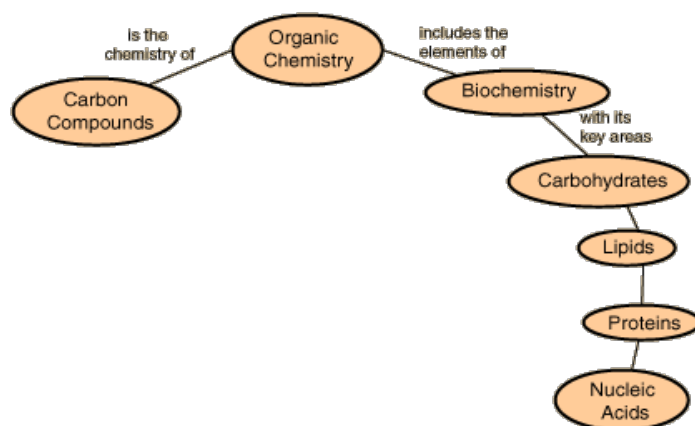 is the
chemistry of
Organic
Chemistry
includes the
elements of
Carbon
Compounds
Biochemistry
with its
key areas
Carbohydrates
Lipids
Proteins
Nucleic
Acids